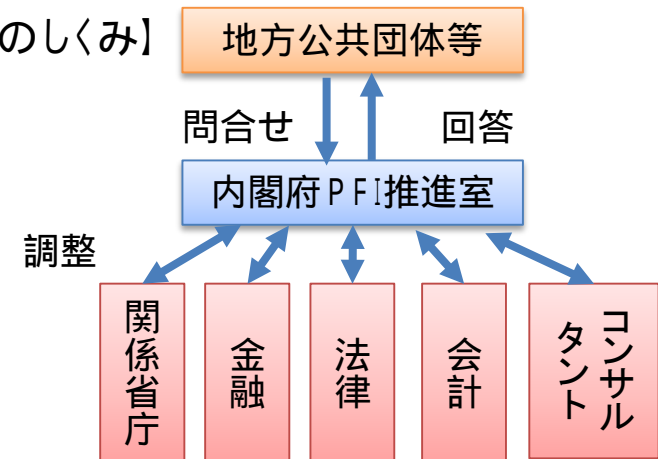 のしくみ】
地方公共団体等
問合せ
回答
内閣府PFI推進室
調整
関係省庁
金融
法律
会計
コンサル
タント